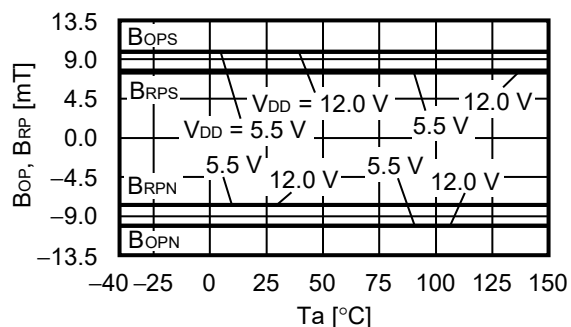 13.5
BOPS
9.0
BRPS
4.5
VDD = 12.0 V
12.0 V
0.0
VDD = 5.5 V
5.5 V
BOP, BRP [mT]
5.5 V
5.5 V
−4.5
BRPN
12.0 V
12.0 V
−9.0
BOPN
−13.5
−40 −25 0 25 50 75 100 125 150
Ta [°C]